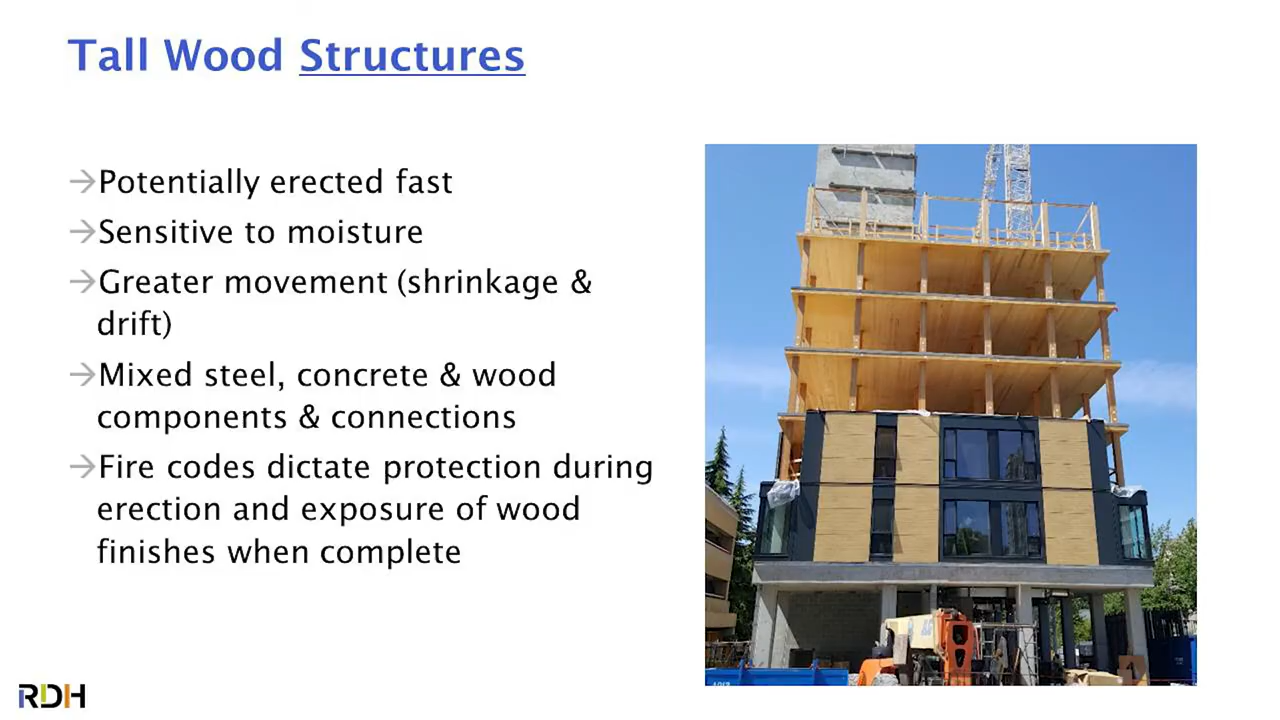 Tall Wood Structures
→Potentially erected fast
→Sensitive to moisture
→Greater movement (shrinkage &
drift)
→Mixed steel, concrete & wood
components & connections
→Fire codes dictate protection during
erection and exposure of wood
finishes when complete
RDH